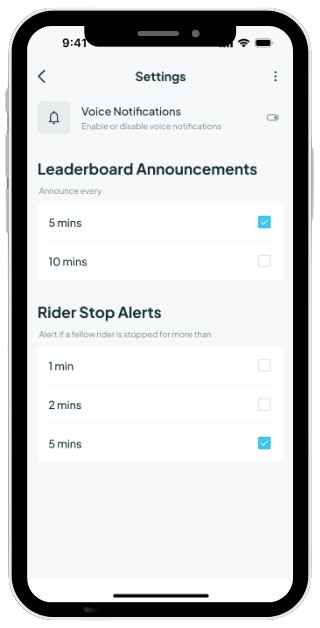 9:41
Settings
Voice Notifications
Enable or disable voice notifications
Leaderboard Announcements
Announce every
5 mins
10 mins
Rider Stop Alerts
Alert if a fellow rider is stopped for more than
1 min
2 mins
5 mins